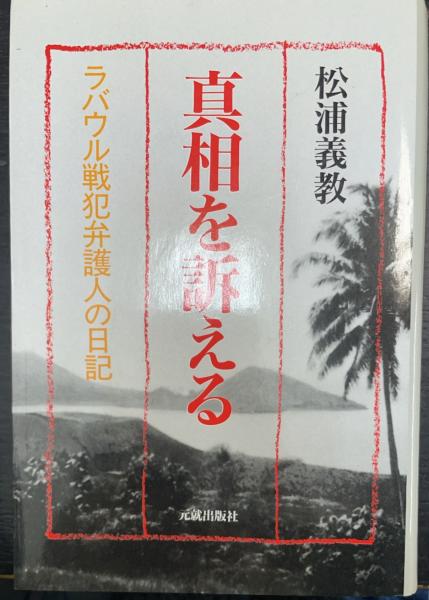 松浦義教
真相を訴える
ラバウル戦犯弁護人の日記
元就出版社